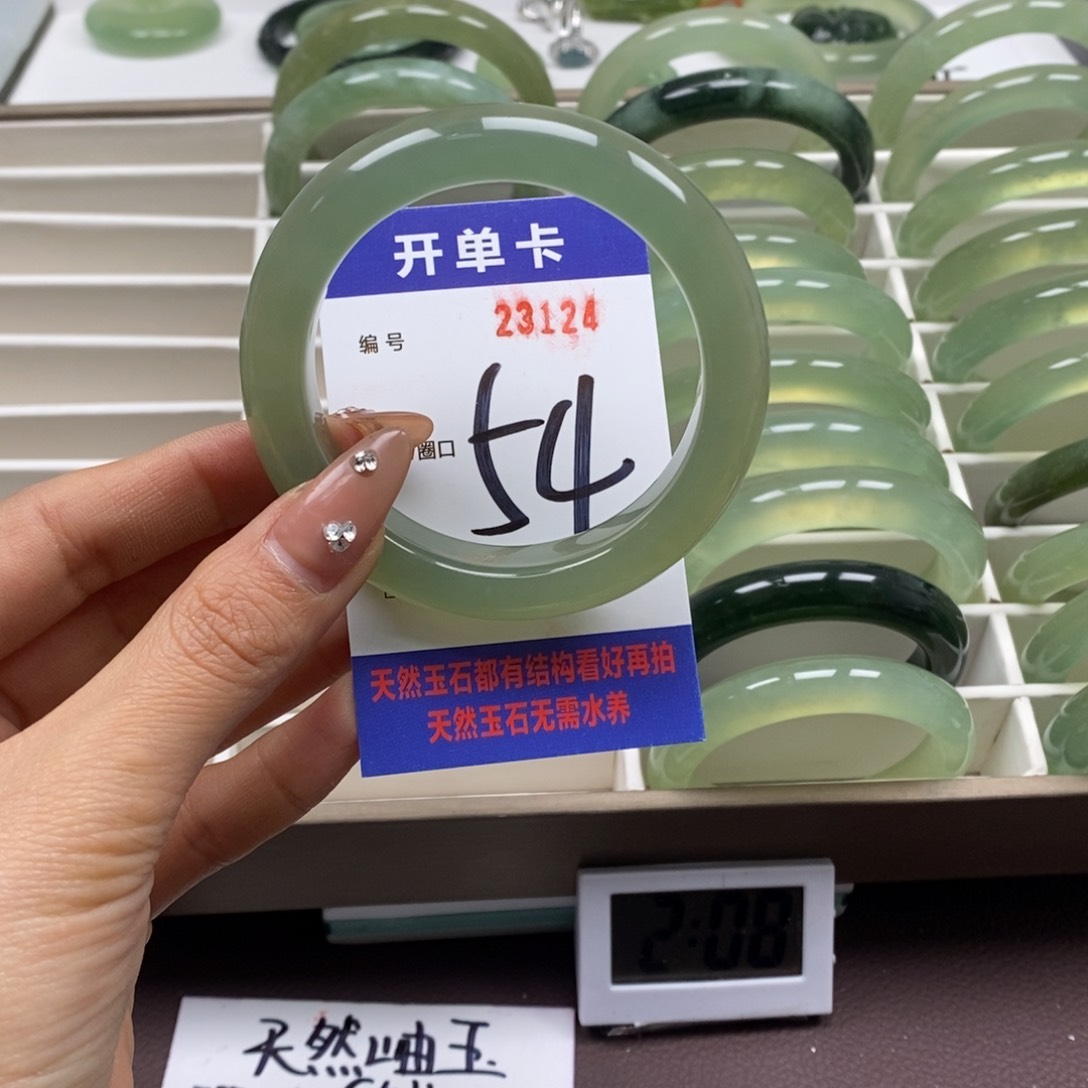 开单卡
编号 23124
圈口 54
天然玉石都有结构看好再拍
天然玉石无需水养
2:08
天然岫玉